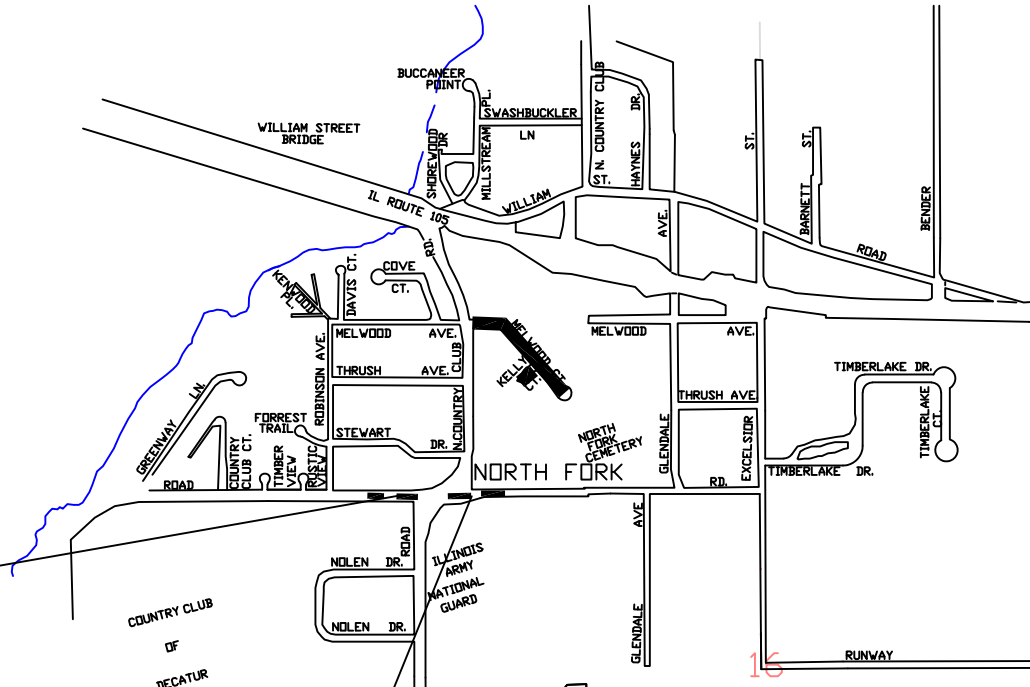 BUCCANEER
POINT
PL.
SWASHBUCKLER
LN
WILLIAM STREET
BRIDGE
SHOREWOOD
DR
MILLSTREAM
N. COUNTRY CLUB
HAYNES DR.
ST.
BARNETT ST.
BENDER
WILLIAM ST.
IL ROUTE 105
AVE.
ROAD
RD.
KENWOOD
PL.
DAVIS CT.
COVE
CT.
MELWOOD AVE.
MELWOOD CT.
MELWOOD AVE.
ROBINSON AVE.
CLUB
THRUSH AVE.
KELLY
CT.
TIMBERLAKE DR.
GREENWAY LN.
THRUSH AVE
TIMBERLAKE
CT.
FORREST
TRAIL
STEWART DR.
N.COUNTRY
NORTH
FORK
CEMETERY
GLENDALE
EXCELSIOR
COUNTRY
CLUB CT.
TIMBER
VIEW
RUSTIC
VIEW
NORTH FORK
TIMBERLAKE DR.
ROAD
RD.
AVE
ROAD
ILLINOIS
ARMY
NATIONAL
GUARD
NOLEN DR.
NOLEN DR.
GLENDALE
COUNTRY CLUB
OF
DECATUR
16
RUNWAY